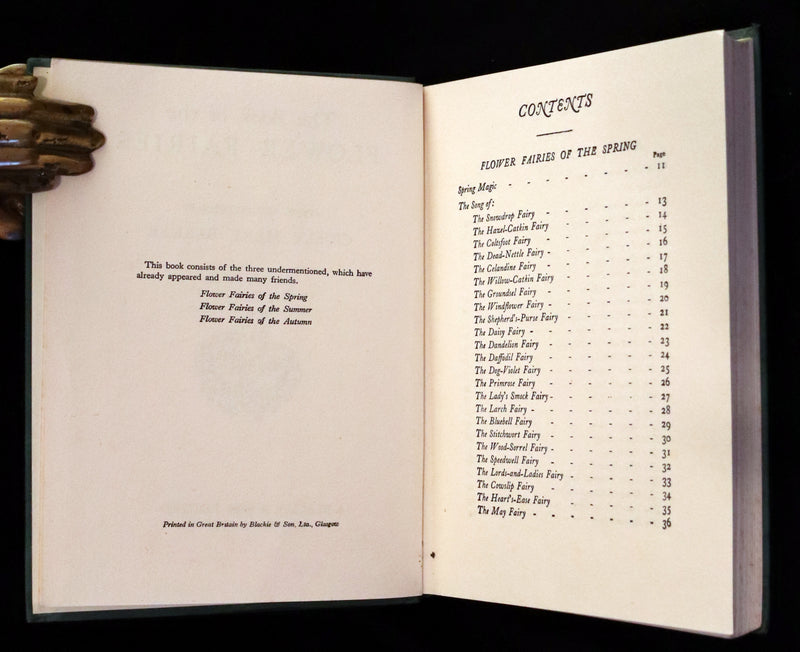 This book consists of the three undermentioned, which have
already appeared and made many friends.
Flower Fairies of the Spring
Flower Fairies of the Summer
Flower Fairies of the Autumn
Printed in Great Britain by Blackie & Son, Ltd., Glasgow
CONTENTS
FLOWER FAIRIES OF THE SPRING
Page
Spring Magic - - - - - - - 11
The Song of:
The Snowdrop Fairy - - - - - - 13
The Hazel-Catkin Fairy - - - - - 14
The Coltsfoot Fairy - - - - - - 15
The Dead-Nettle Fairy - - - - - - 16
The Celandine Fairy - - - - - - 17
The Willow-Catkin Fairy - - - - - 18
The Groundsel Fairy - - - - - - 19
The Windflower Fairy - - - - - - 20
The Shepherd's-Purse Fairy - - - - - 21
The Daisy Fairy - - - - - - - 22
The Dandelion Fairy - - - - - - 23
The Daffodil Fairy - - - - - - 24
The Dog-Violet Fairy - - - - - - 25
The Primrose Fairy - - - - - - 26
The Lady's Smock Fairy - - - - - - 27
The Larch Fairy - - - - - - - 28
The Bluebell Fairy - - - - - - 29
The Stitchwort Fairy - - - - - - 30
The Wood-Sorrel Fairy - - - - - - 31
The Speedwell Fairy - - - - - - 32
The Lords-and-Ladies Fairy - - - - - 33
The Cowslip Fairy - - - - - - 34
The Heart's-Ease Fairy - - - - - 35
The May Fairy - - - - - - - 36